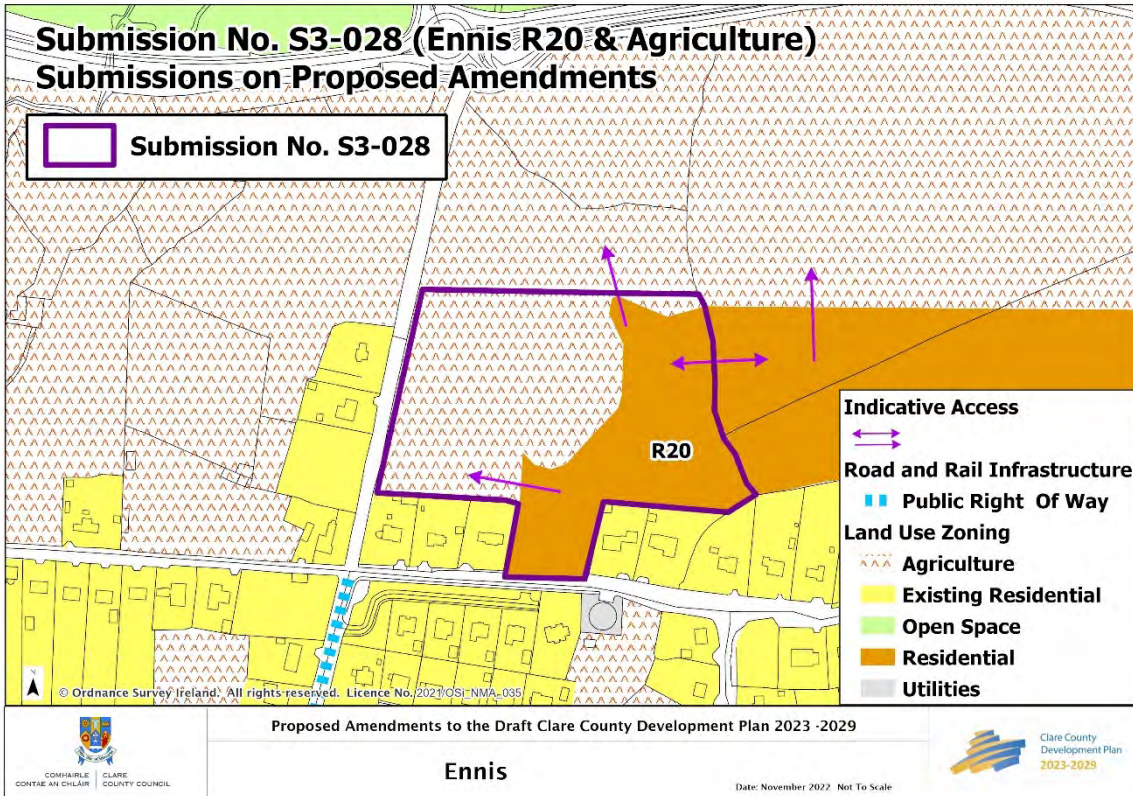 Submission No. S3-028 (Ennis R20 & Agriculture)
Submissions on Proposed Amendments
Submission No. S3-028
R20
Indicative Access
Road and Rail Infrastructure
Public Right Of Way
Land Use Zoning
Agriculture
Existing Residential
Open Space
Residential
Utilities
N
© Ordnance Survey Ireland. All rights reserved. Licence No. 2021/OSi_NMA_035
Proposed Amendments to the Draft Clare County Development Plan 2023 -2029
Ennis
Date: November 2022 Not To Scale
COMHAIRLE CONTAE AN CHLÁIR
CLARE COUNTY COUNCIL
Clare County
Development Plan
2023-2029